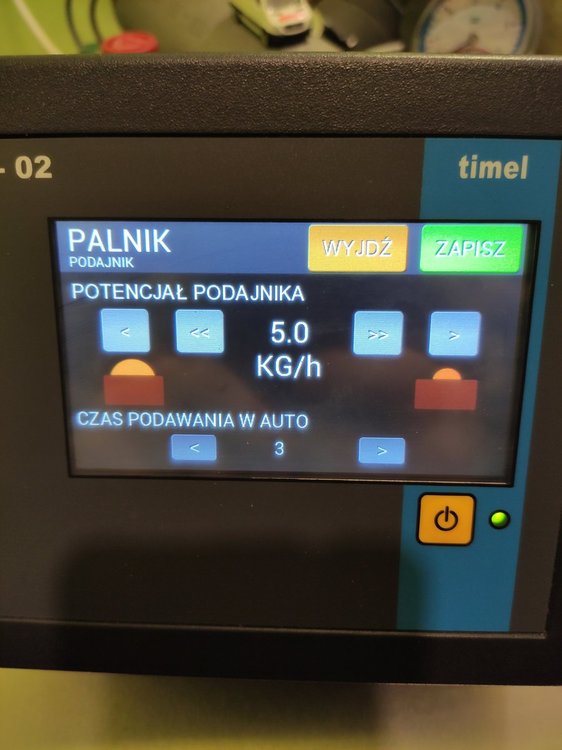 - 02
timel
PALNIK
PODAJNIK
WYJDŹ
ZAPISZ
POTENCJAŁ PODAJNIKA
< << 5.0 >> >
KG/h
CZAS PODAWANIA W AUTO
< 3 >